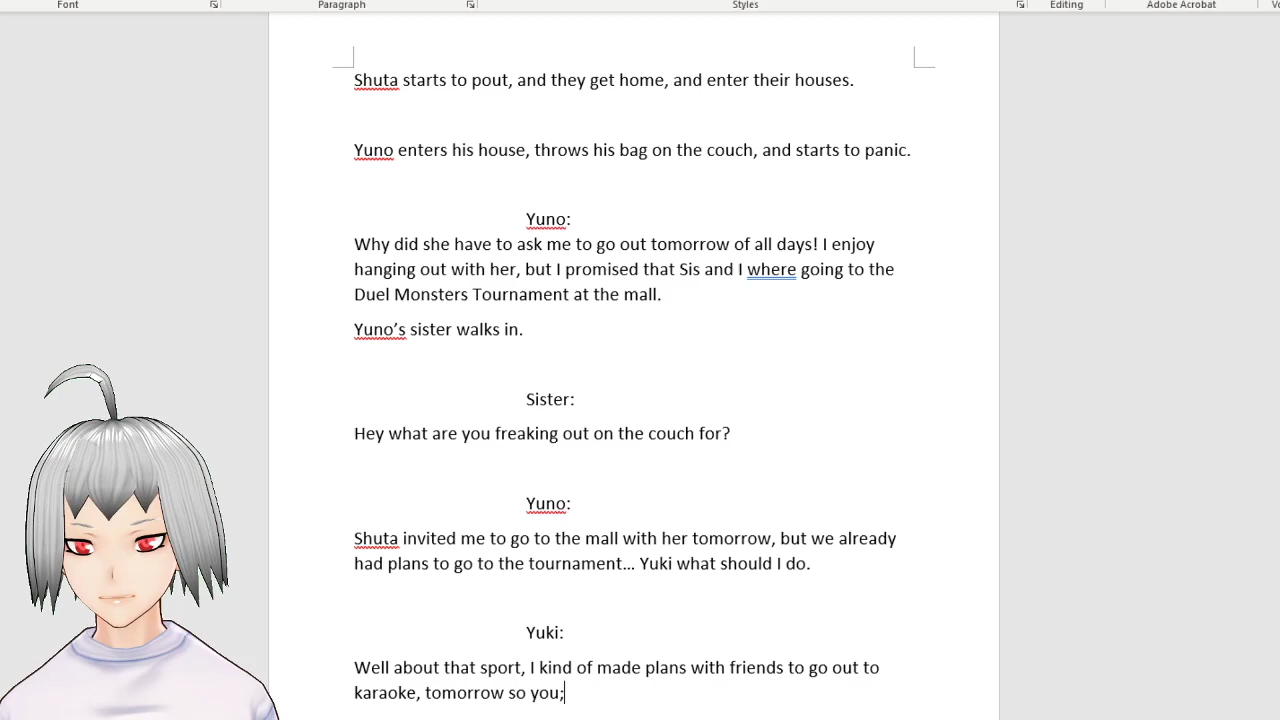 Font Paragraph Styles Editing Adobe Acrobat
Shuta starts to pout, and they get home, and enter their houses.
Yuno enters his house, throws his bag on the couch, and starts to panic.
Yuno:
Why did she have to ask me to go out tomorrow of all days! I enjoy
hanging out with her, but I promised that Sis and I where going to the
Duel Monsters Tournament at the mall.
Yuno’s sister walks in.
Sister:
Hey what are you freaking out on the couch for?
Yuno:
Shuta invited me to go to the mall with her tomorrow, but we already
had plans to go to the tournament... Yuki what should I do.
Yuki:
Well about that sport, I kind of made plans with friends to go out to
karaoke, tomorrow so you;